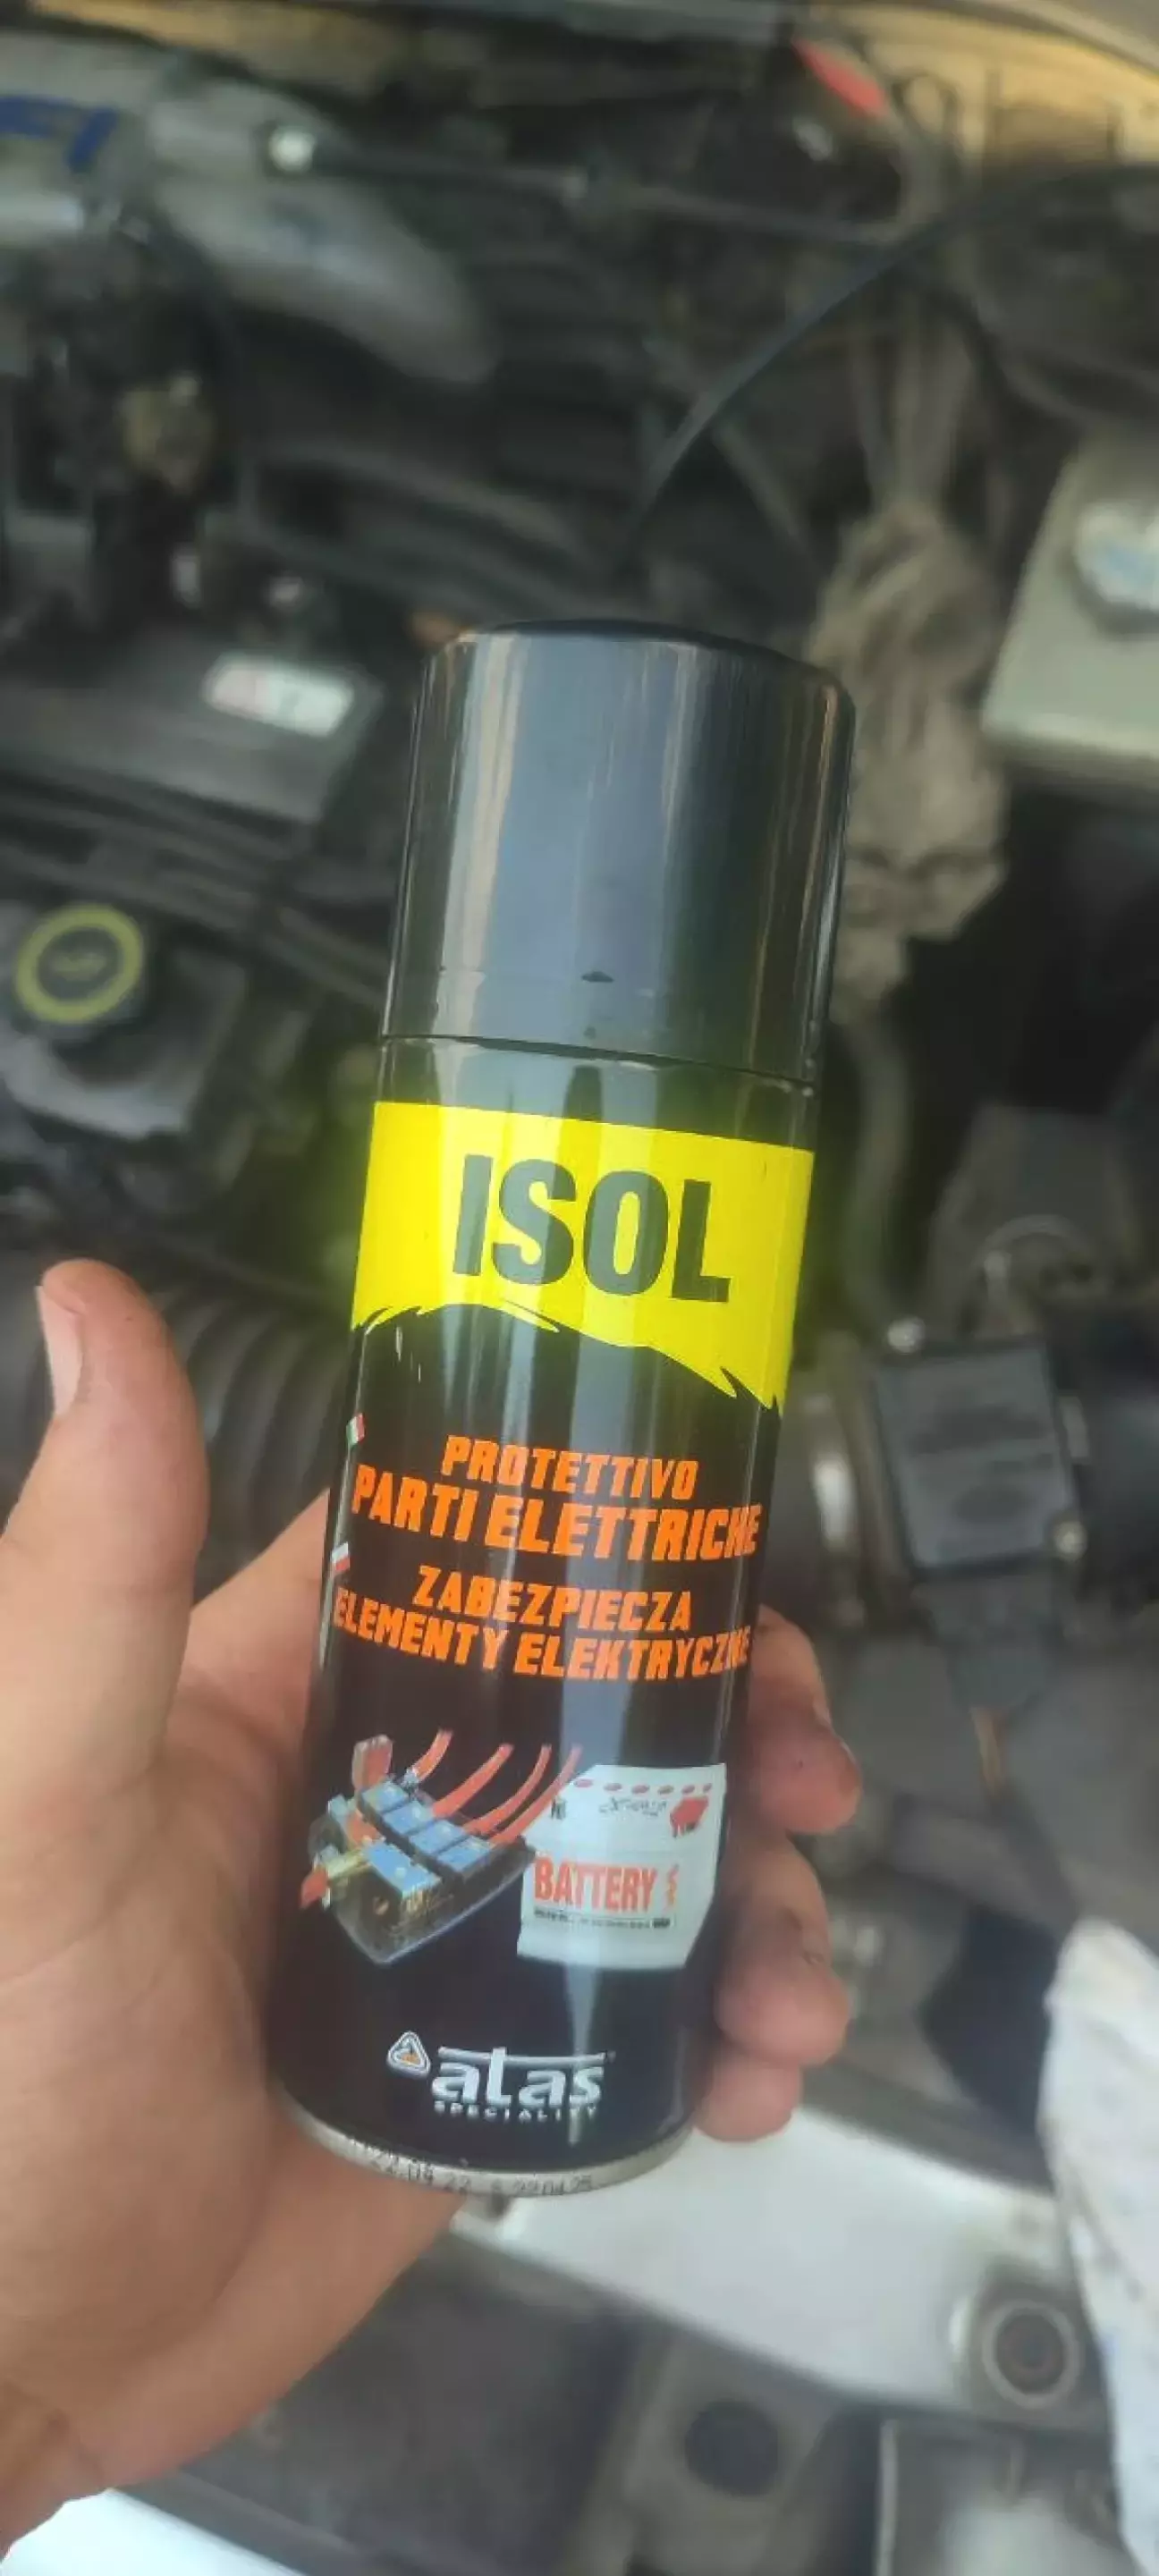 ISOL
PROTETTIVO
PARTI ELETTRICHE
ZABEZPIECZA
ELEMENTY ELEKTRYCZNE
BATTERY
atas
SPECIALITY